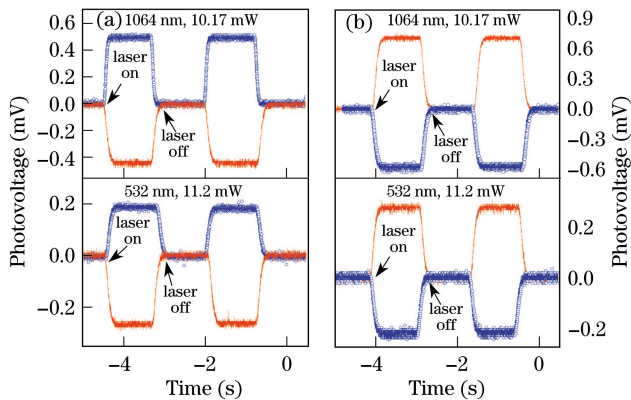 (a)
1064 nm, 10.17 mW
0.6
0.4
0.2
0.0
−0.2
−0.4
laser
on
laser
off
532 nm, 11.2 mW
0.2
0.0
−0.2
laser
on
laser
off
Photovoltage (mV)
−4
−2
0
Time (s)
(b)
1064 nm, 10.17 mW
0.9
0.6
0.3
0.0
-0.3
-0.6
laser
on
laser
off
532 nm, 11.2 mW
0.2
0.0
-0.2
laser
on
laser
off
Photovoltage (mV)
−4
−2
0
Time (s)